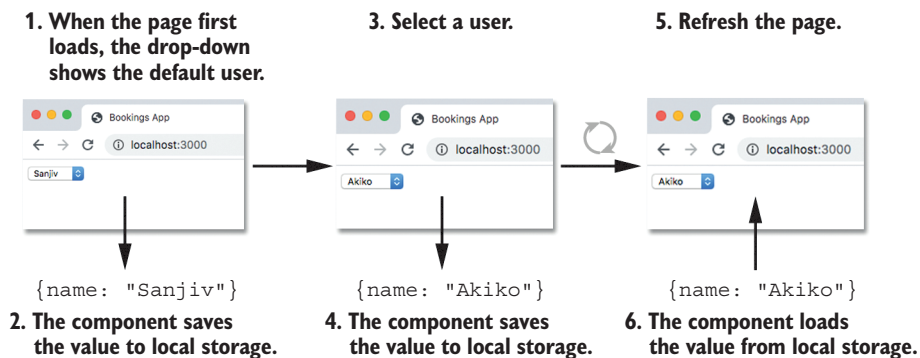 1. When the page first
loads, the drop-down
shows the default user.
3. Select a user.
5. Refresh the page.
Bookings App
localhost:3000
Sanjiv
Bookings App
localhost:3000
Akiko
Bookings App
localhost:3000
Akiko
{name: "Sanjiv"}
{name: "Akiko"}
{name: "Akiko"}
2. The component saves
the value to local storage.
4. The component saves
the value to local storage.
6. The component loads
the value from local storage.